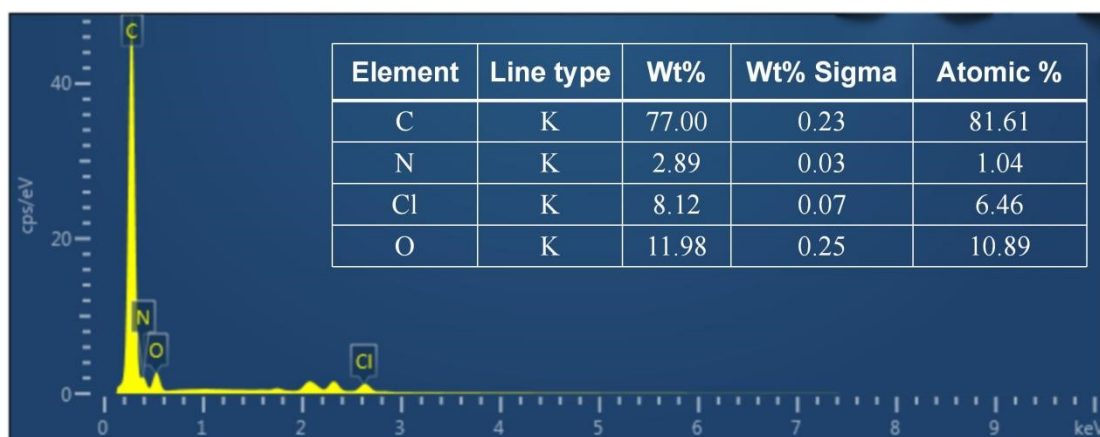 C
N
O
Cl
cps/eV
40
20
0
0 1 2 3 4 5 6 7 8 9 keV
Element Line type Wt% Wt% Sigma Atomic %
C K 77.00 0.23 81.61
N K 2.89 0.03 1.04
Cl K 8.12 0.07 6.46
O K 11.98 0.25 10.89